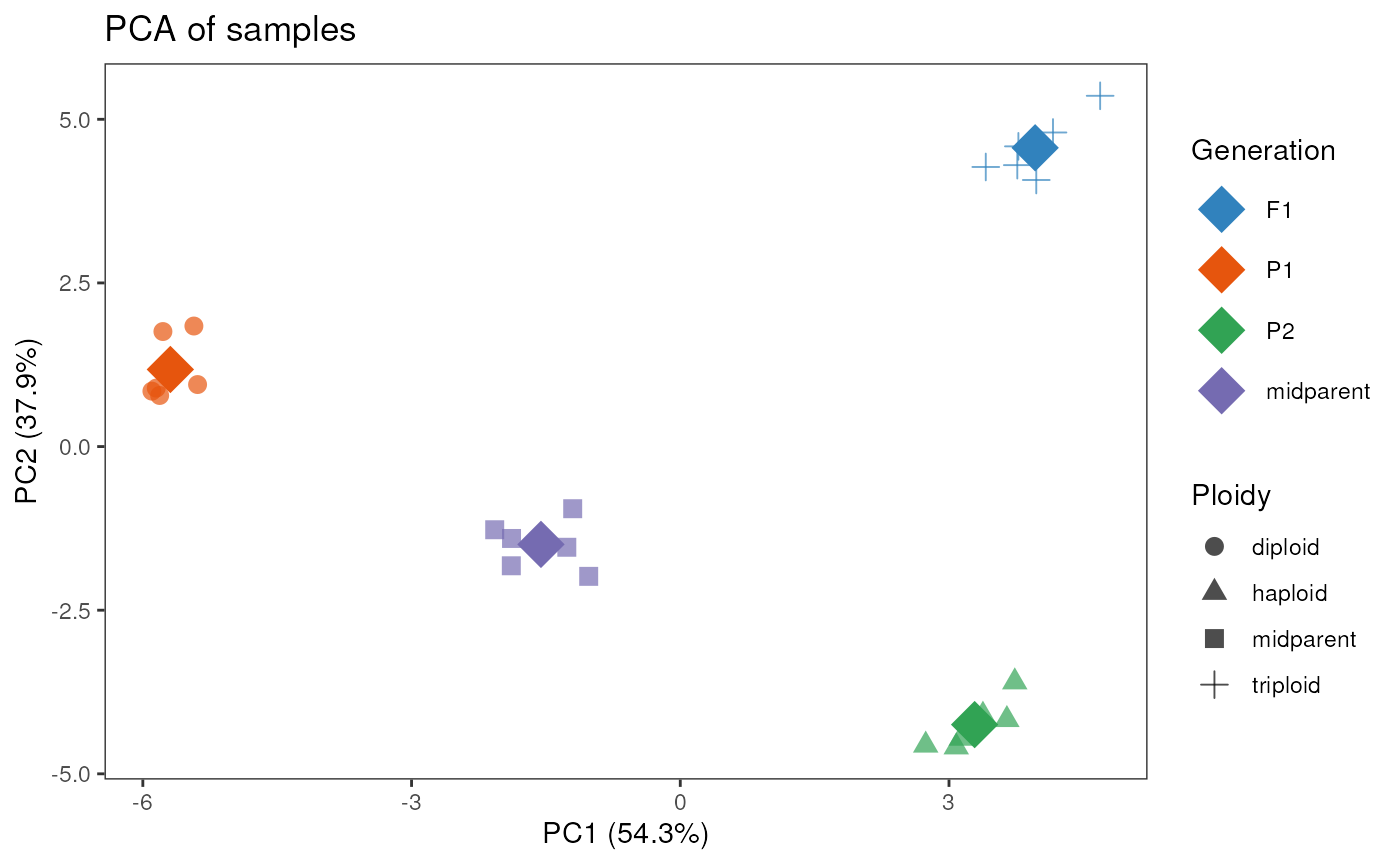 PCA of samples
5.0
2.5
0.0
-2.5
-5.0
PC2 (37.9%)
-6
-3
0
3
PC1 (54.3%)
Generation
F1
P1
P2
midparent
Ploidy
diploid
haploid
midparent
triploid